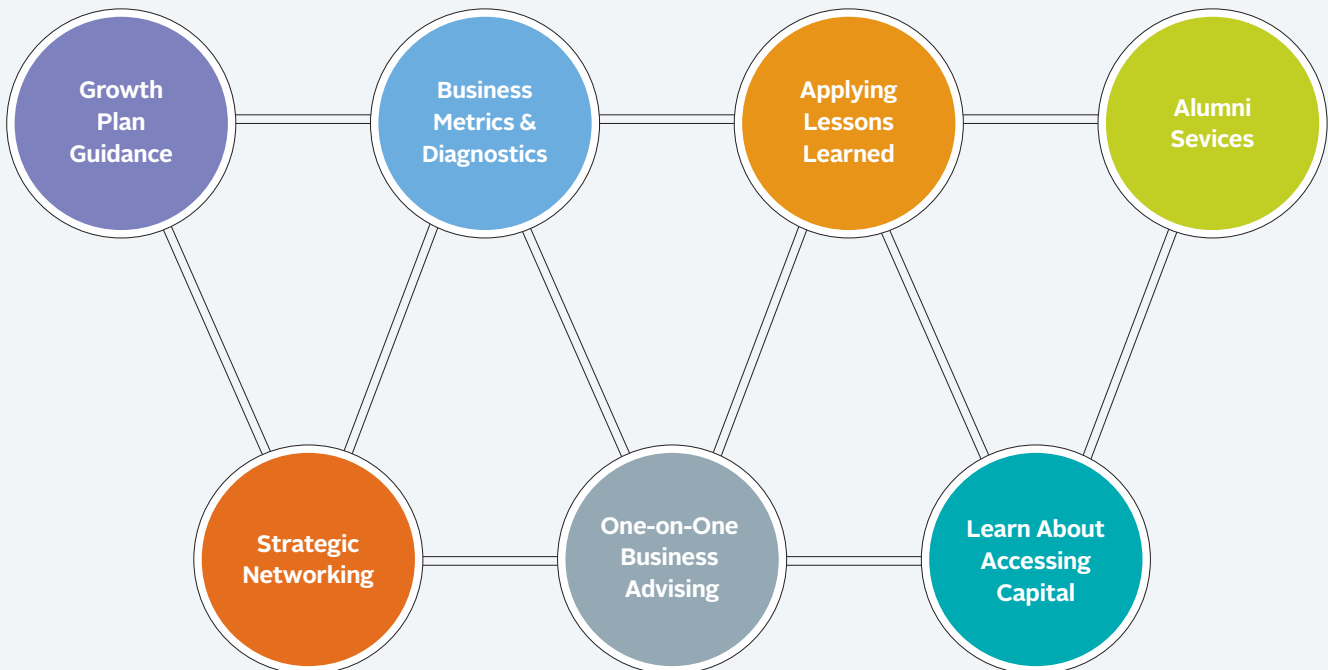 Growth
Plan
Guidance
Business
Metrics &
Diagnostics
Applying
Lessons
Learned
Alumni
Sevices
Strategic
Networking
One-on-One
Business
Advising
Learn About
Accessing
Capital